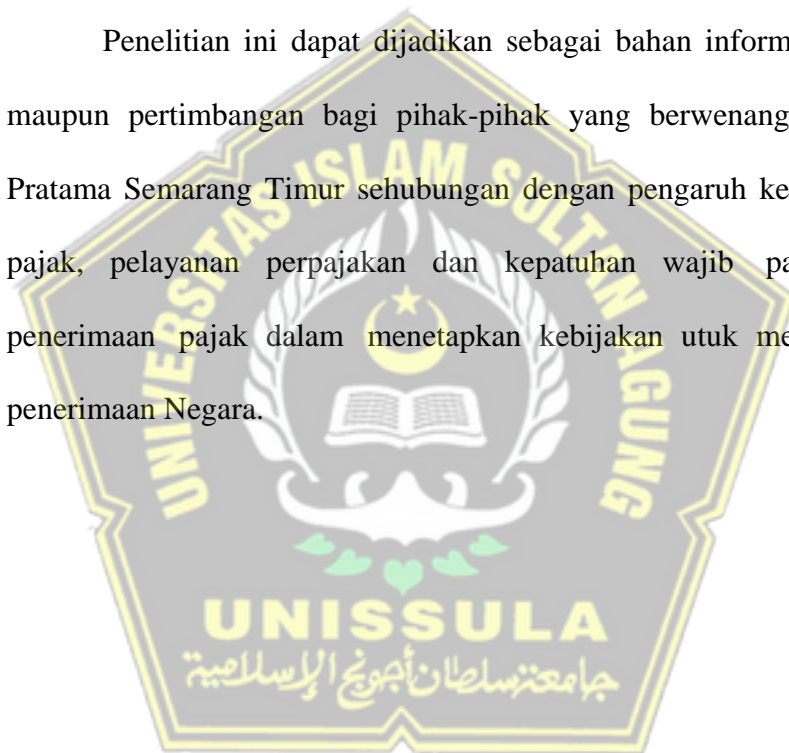 Penelitian ini dapat dijadikan sebagai bahan inform
maupun pertimbangan bagi pihak-pihak yang berwenang
Pratama Semarang Timur sehubungan dengan pengaruh ke
pajak, pelayanan perpajakan dan kepatuhan wajib pa
penerimaan pajak dalam menetapkan kebijakan utuk me
penerimaan Negara.
UNIVERSITAS ISLAM SULTAN AGUNG
UNISSULA
جامعتنسلطان أجونج الإسلامية